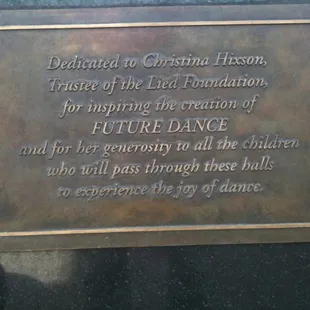 Dedicated to Christina Hixson,
Trustee of the Lied Foundation,
for inspiring the creation of
FUTURE DANCE
and for her generosity to all the children
who will pass through these halls
to experience the joy of dance.